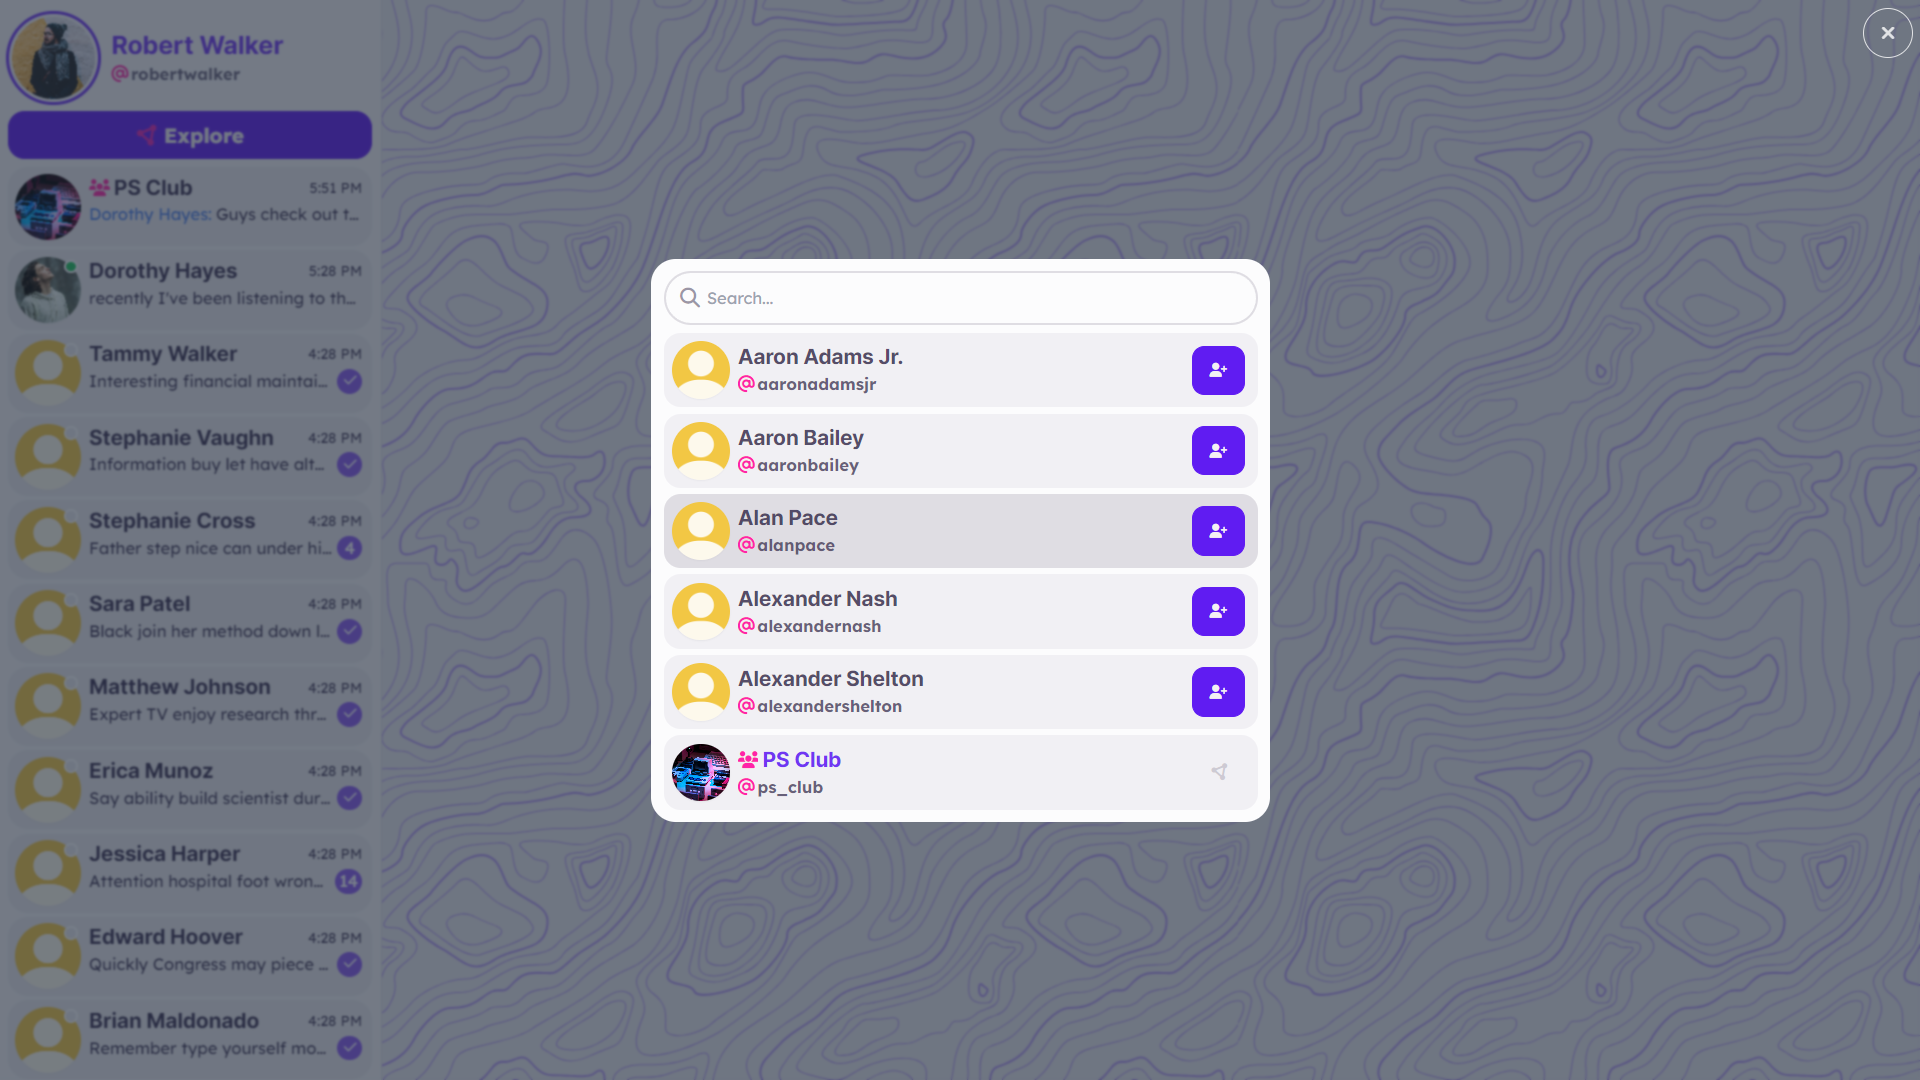 Robert Walker
@robertwalker
Explore
PS Club 5:51 PM
Dorothy Hayes: Guys check out t...
Dorothy Hayes 5:28 PM
recently I've been listening to th...
Tammy Walker 4:28 PM
Interesting financial maintai...
Stephanie Vaughn 4:28 PM
Information buy let have alt...
Stephanie Cross 4:28 PM
Father step nice can under hi... 4
Sara Patel 4:28 PM
Black join her method down l...
Matthew Johnson 4:28 PM
Expert TV enjoy research thr...
Erica Munoz 4:28 PM
Say ability build scientist dur...
Jessica Harper 4:28 PM
Attention hospital foot wron... 14
Edward Hoover 4:28 PM
Quickly Congress may piece ...
Brian Maldonado 4:28 PM
Remember type yourself mo...
Search...
Aaron Adams Jr.
@aaronadamsjr
Aaron Bailey
@aaronbailey
Alan Pace
@alanpace
Alexander Nash
@alexandernash
Alexander Shelton
@alexandershelton
PS Club
@ps_club